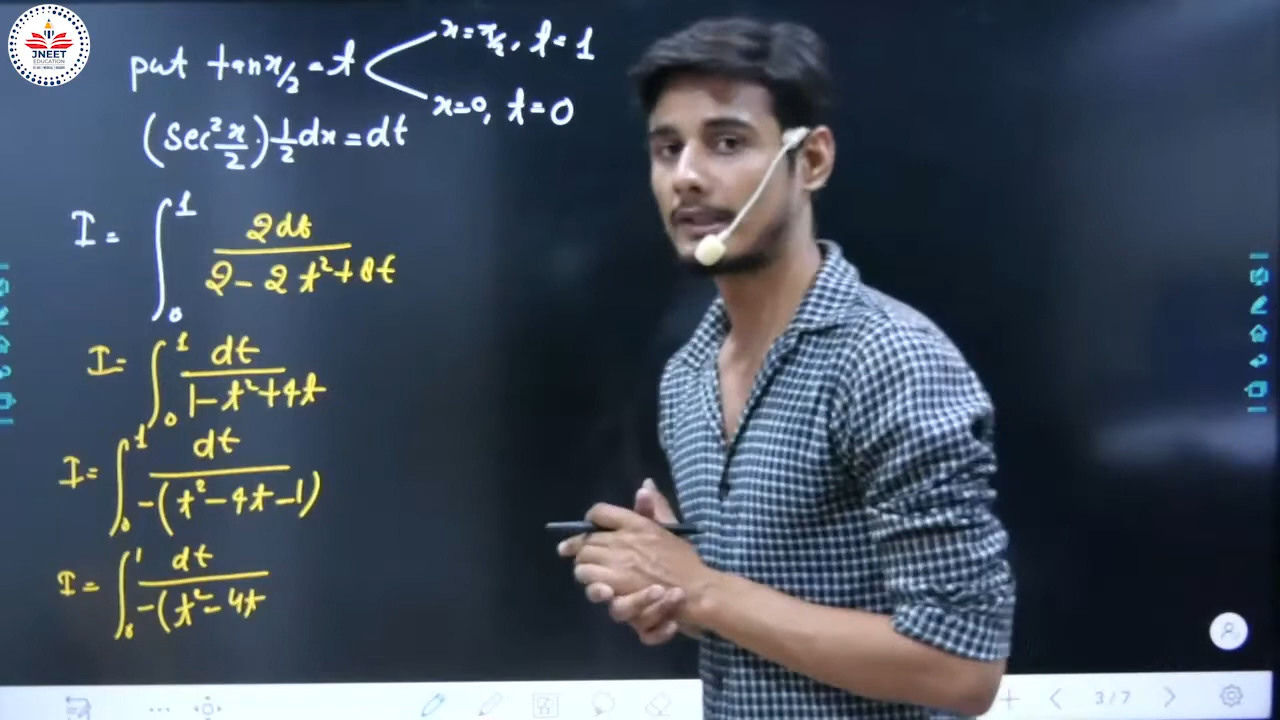 JNEET
EDUCATION
put tan x/2 = t
x = π/2, t = 1
x=0, t = 0
(sec² x/2)·1/2 dx = dt
I = ∫₀¹ 2dt / (2 - 2t² + 8t)
I = ∫₀¹ dt / (1 - t² + 4t)
I = ∫₀¹ dt / -(t² - 4t - 1)
I = ∫₀¹ dt / -(t² - 4t
3/7